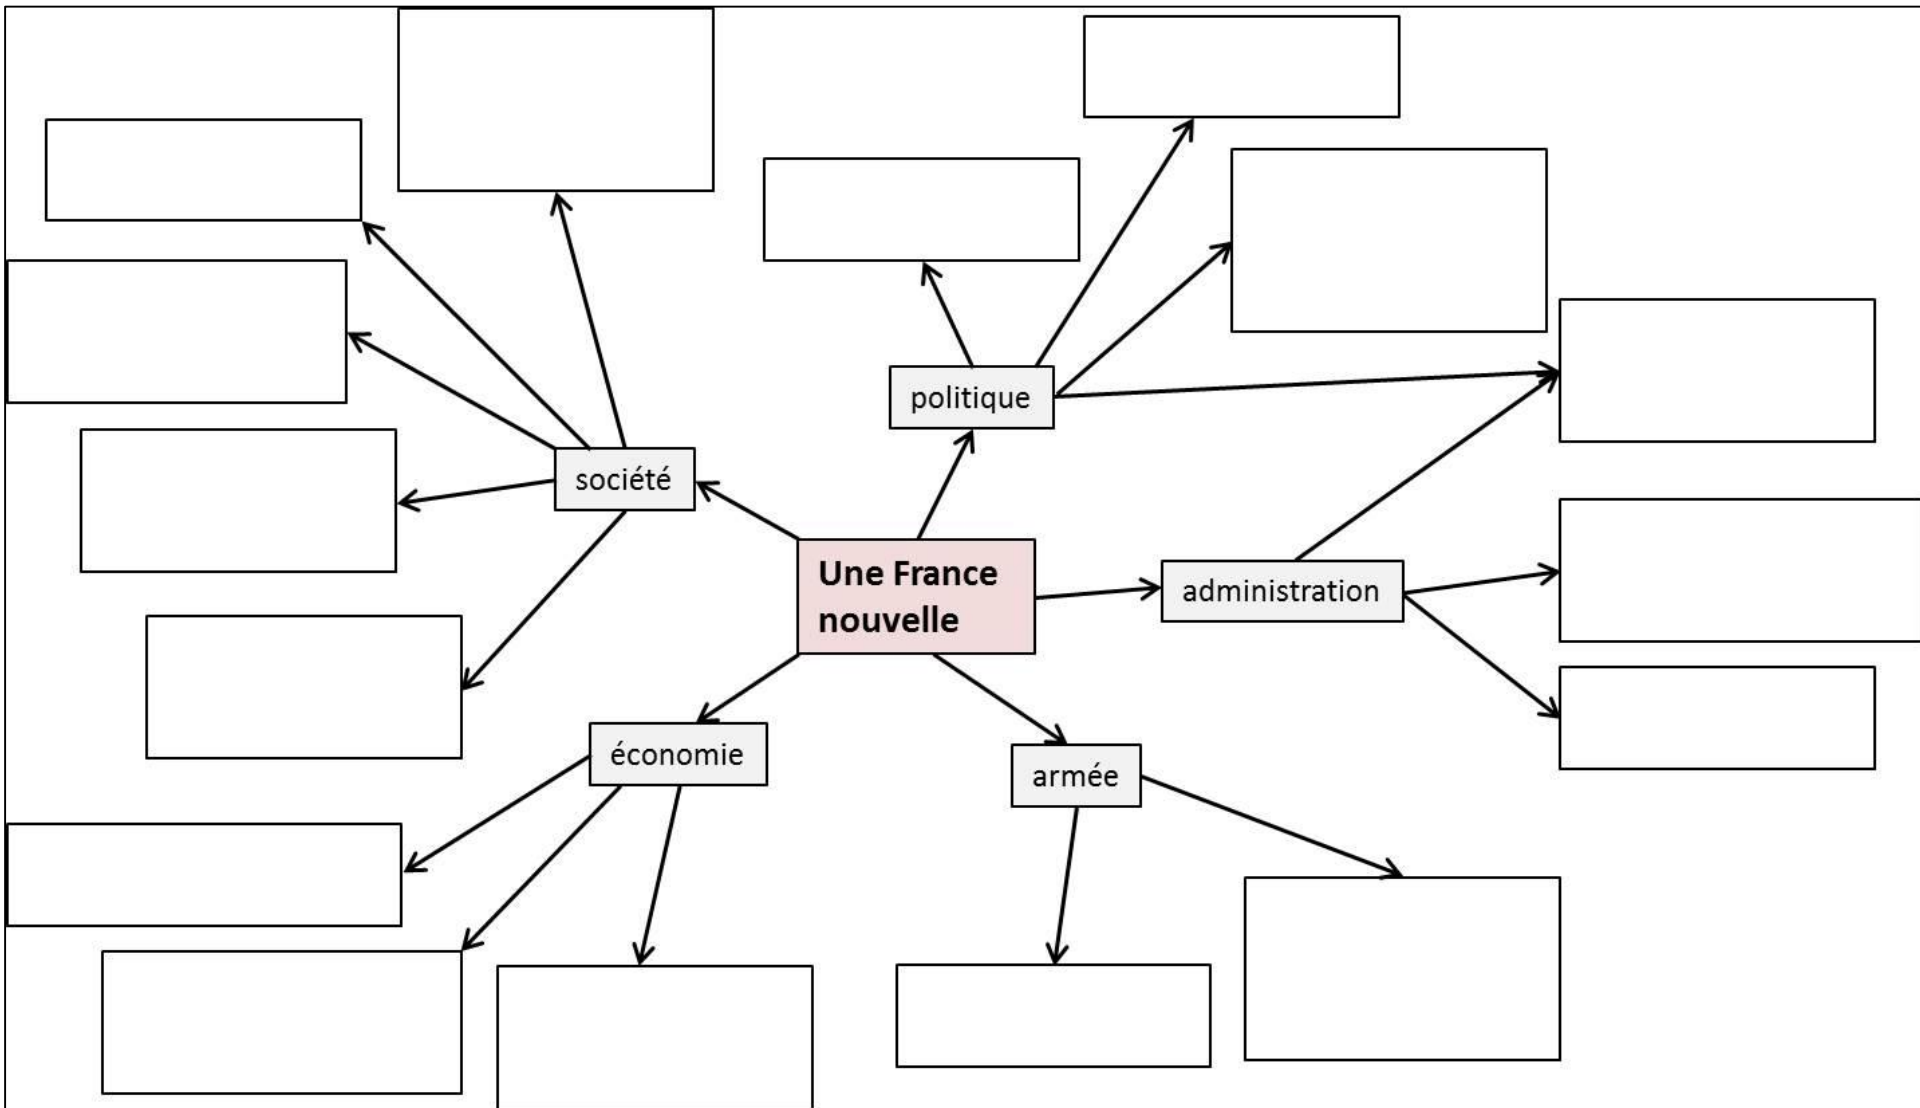 politique
société
Une France
nouvelle
administration
économie
armée